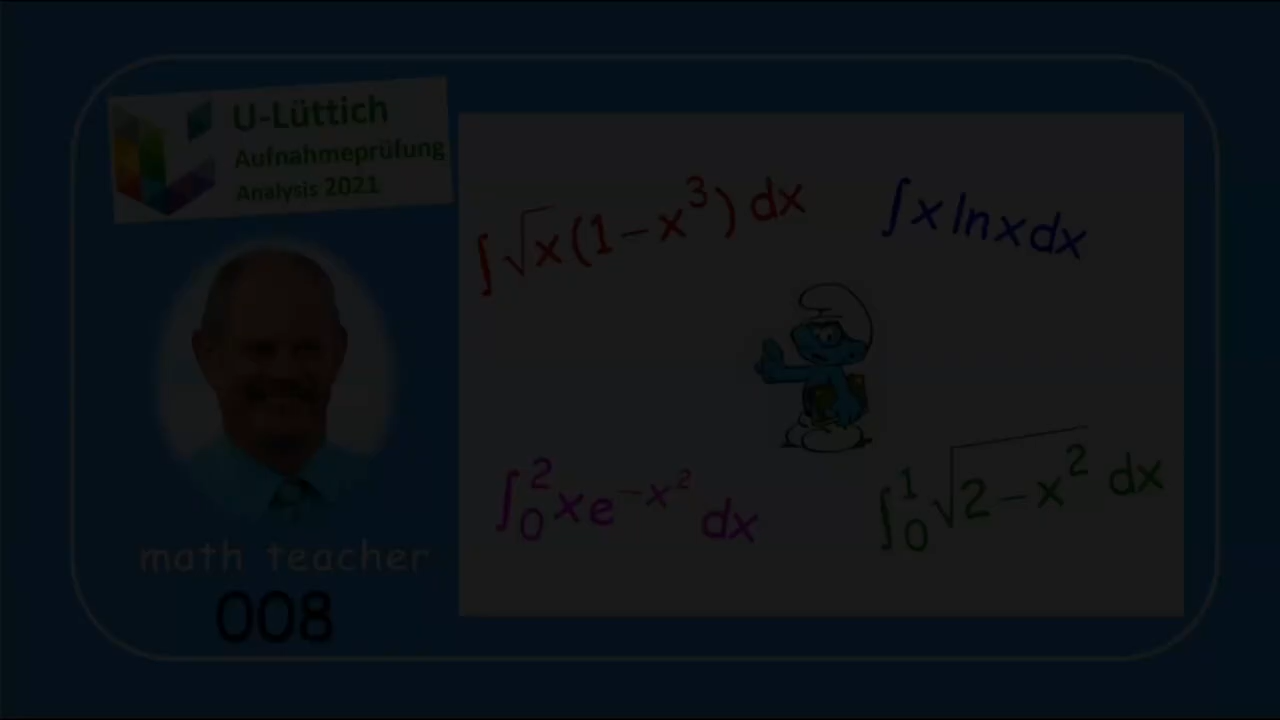 U-Lüttich
Aufnahmeprüfung
Analysis 2021
∫√x(1−x³) dx
∫x ln x dx
∫₀² xe^(−x²) dx
∫₀¹ √(2−x²) dx
math teacher
008